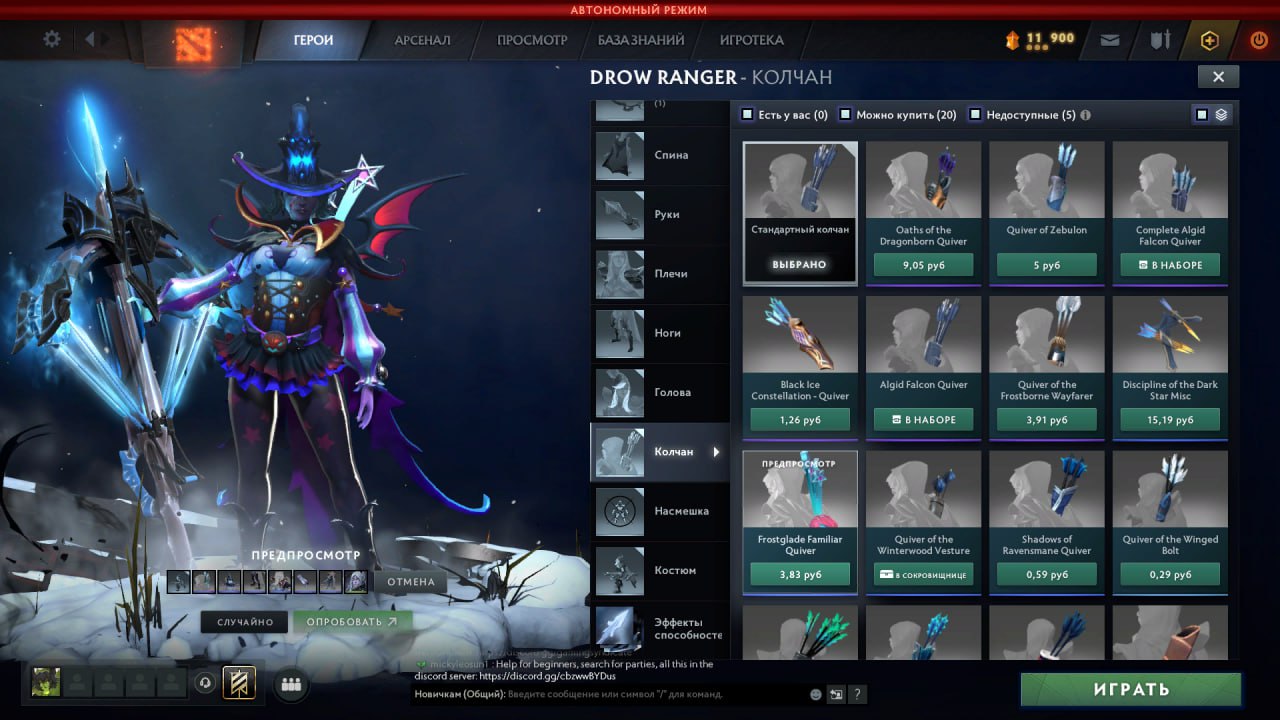 АВТОНОМНЫЙ РЕЖИМ
ГЕРОИ
АРСЕНАЛ
ПРОСМОТР
БАЗА ЗНАНИЙ
ИГРОТЕКА
11 900
DROW RANGER - КОЛЧАН
(1)
Спина
Руки
Плечи
Ноги
Голова
Колчан
Насмешка
Костюм
Эффекты
способносте
Есть у вас (0)
Можно купить (20)
Недоступные (5)
Стандартный колчан
ВЫБРАНО
Oaths of the
Dragonborn Quiver
9,05 руб
Quiver of Zebulon
5 руб
Complete Algid
Falcon Quiver
В НАБОРЕ
Black Ice
Constellation - Quiver
1,26 руб
Algid Falcon Quiver
В НАБОРЕ
Quiver of the
Frostborne Wayfarer
3,91 руб
Discipline of the Dark
Star Misc
15,19 руб
ПРЕДПРОСМОТР
Frostglade Familiar
Quiver
3,83 руб
Quiver of the
Winterwood Vesture
В СОКРОВИЩНИЦЕ
Shadows of
Ravensmane Quiver
0,59 руб
Quiver of the Winged
Bolt
0,29 руб
ПРЕДПРОСМОТР
ОТМЕНА
СЛУЧАЙНО
ОПРОБОВАТЬ
mickyleosun1 : Help for beginners, search for parties, all this in the
discord server: https://discord.gg/cbzwwBYDus
Новичкам (Общий): Введите сообщение или символ "/" для команд.
?
ИГРАТЬ